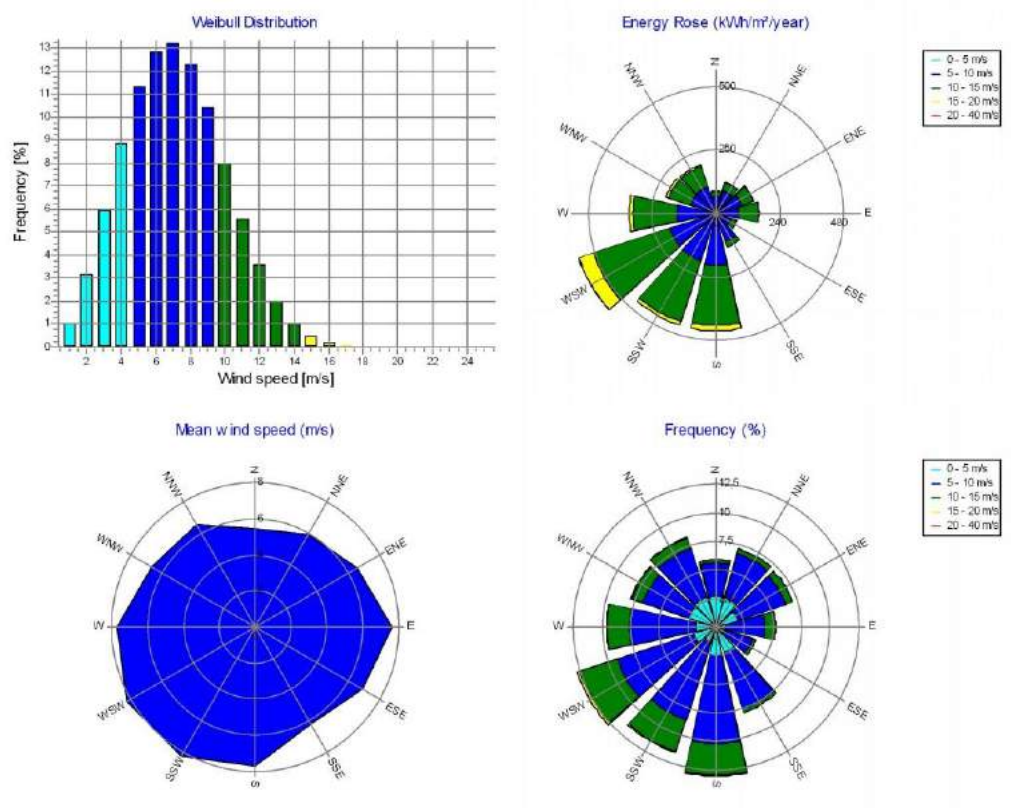 Weibull Distribution
Frequency [%]
13
12
11
10
9
8
7
6
5
4
3
2
1
0
2 4 6 8 10 12 14 16 18 20 22 24
Wind speed [m/s]
Energy Rose (kWh/m²/year)
N
NNE
ENE
E
ESE
SSE
S
SSW
WSW
W
WNW
NNW
500
250
240 480
0 - 5 m/s
5 - 10 m/s
10 - 15 m/s
15 - 20 m/s
20 - 40 m/s
Mean wind speed (m/s)
N
NNE
ENE
E
ESE
SSE
S
SSW
WSW
W
WNW
NNW
8
6
Frequency (%)
N
NNE
ENE
E
ESE
SSE
S
SSW
WSW
W
WNW
NNW
12,5
10
7,5
0 - 5 m/s
5 - 10 m/s
10 - 15 m/s
15 - 20 m/s
20 - 40 m/s